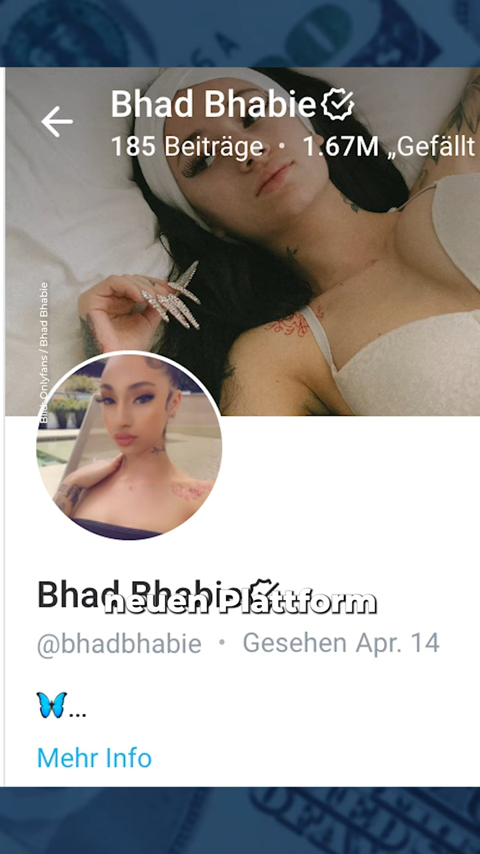 Bhad Bhabie
185 Beiträge • 1.67M „Gefällt
Bild: Onlyfans / Bhad Bhabie
Bhad Bhabie
neuen Plattform
@bhadbhabie • Gesehen Apr. 14
🦋...
Mehr Info